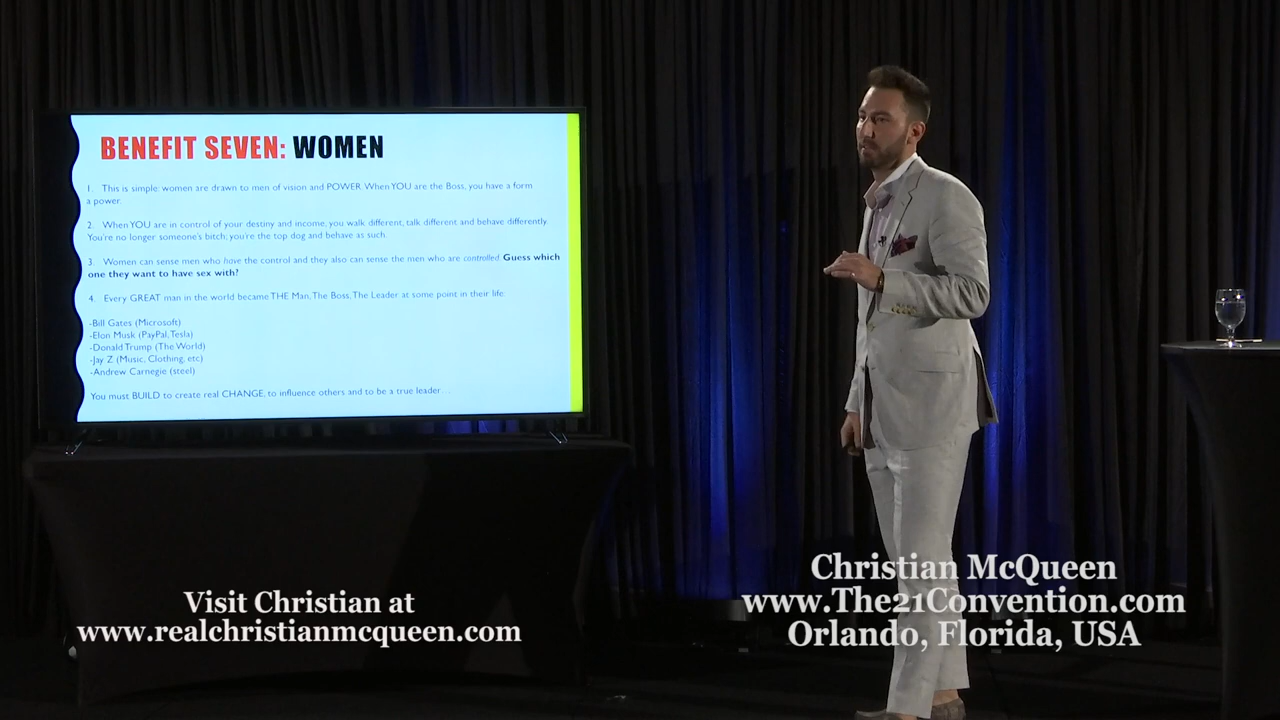 BENEFIT SEVEN: WOMEN
1. This is simple: women are drawn to men of vision and POWER. When YOU are the Boss, you have a form
a power.
2. When YOU are in control of your destiny and income, you walk different, talk different and behave differently.
You're no longer someone's bitch; you're the top dog and behave as such.
3. Women can sense men who have the control and they also can sense the men who are controlled. Guess which
one they want to have sex with?
4. Every GREAT man in the world became THE Man, The Boss, The Leader at some point in their life:
-Bill Gates (Microsoft)
-Elon Musk (PayPal, Tesla)
-Donald Trump (The World)
-Jay Z (Music, Clothing, etc)
-Andrew Carnegie (steel)
You must BUILD to create real CHANGE, to influence others and to be a true leader...
Visit Christian at
www.realchristianmcqueen.com
Christian McQueen
www.The21Convention.com
Orlando, Florida, USA